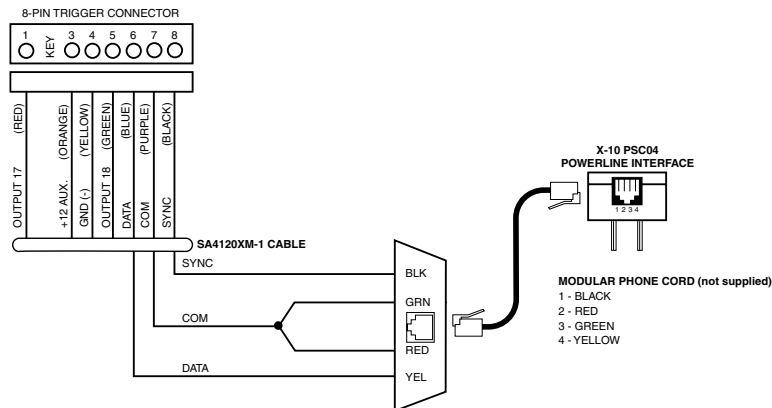 8-PIN TRIGGER CONNECTOR
1 KEY 3 4 5 6 7 8
OUTPUT 17 (RED)
+12 AUX. (ORANGE)
GND (-) (YELLOW)
OUTPUT 18 (GREEN)
DATA (BLUE)
COM (PURPLE)
SYNC (BLACK)
SA4120XM-1 CABLE
SYNC
COM
DATA
BLK
GRN
RED
YEL
X-10 PSC04
POWERLINE INTERFACE
1 2 3 4
MODULAR PHONE CORD (not supplied)
1 - BLACK
2 - RED
3 - GREEN
4 - YELLOW